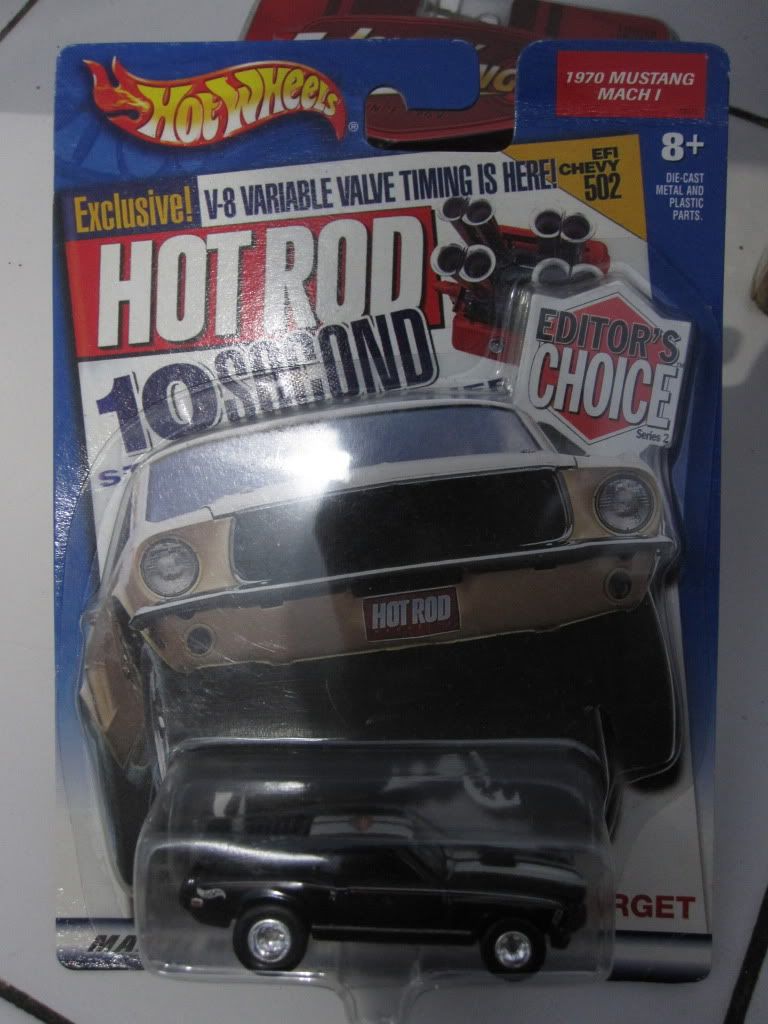 Hot Wheels®
1970 MUSTANG
MACH I
8+
DIE-CAST
METAL AND
PLASTIC
PARTS.
Exclusive!
V-8 VARIABLE VALVE TIMING IS HERE!
EFI
CHEVY
502
HOT ROD
10 SECOND
EDITOR'S
CHOICE
Series 2
HOT ROD
RGET
MA